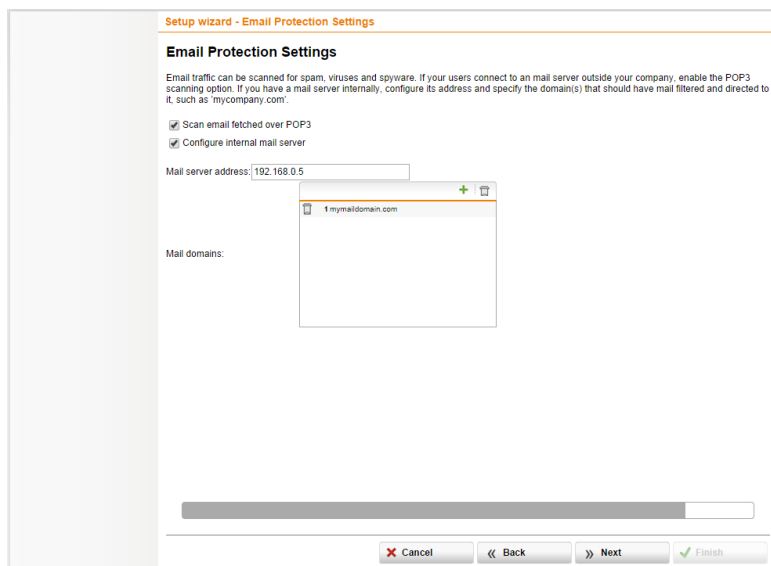 Setup wizard - Email Protection Settings
Email Protection Settings
Email traffic can be scanned for spam, viruses and spyware. If your users connect to an mail server outside your company, enable the POP3
scanning option. If you have a mail server internally, configure its address and specify the domain(s) that should have mail filtered and directed to
it, such as 'mycompany.com'.
Scan email fetched over POP3
Configure internal mail server
Mail server address: 192.168.0.5
1 mymaildomain.com
Mail domains:
Cancel
Back
Next
Finish